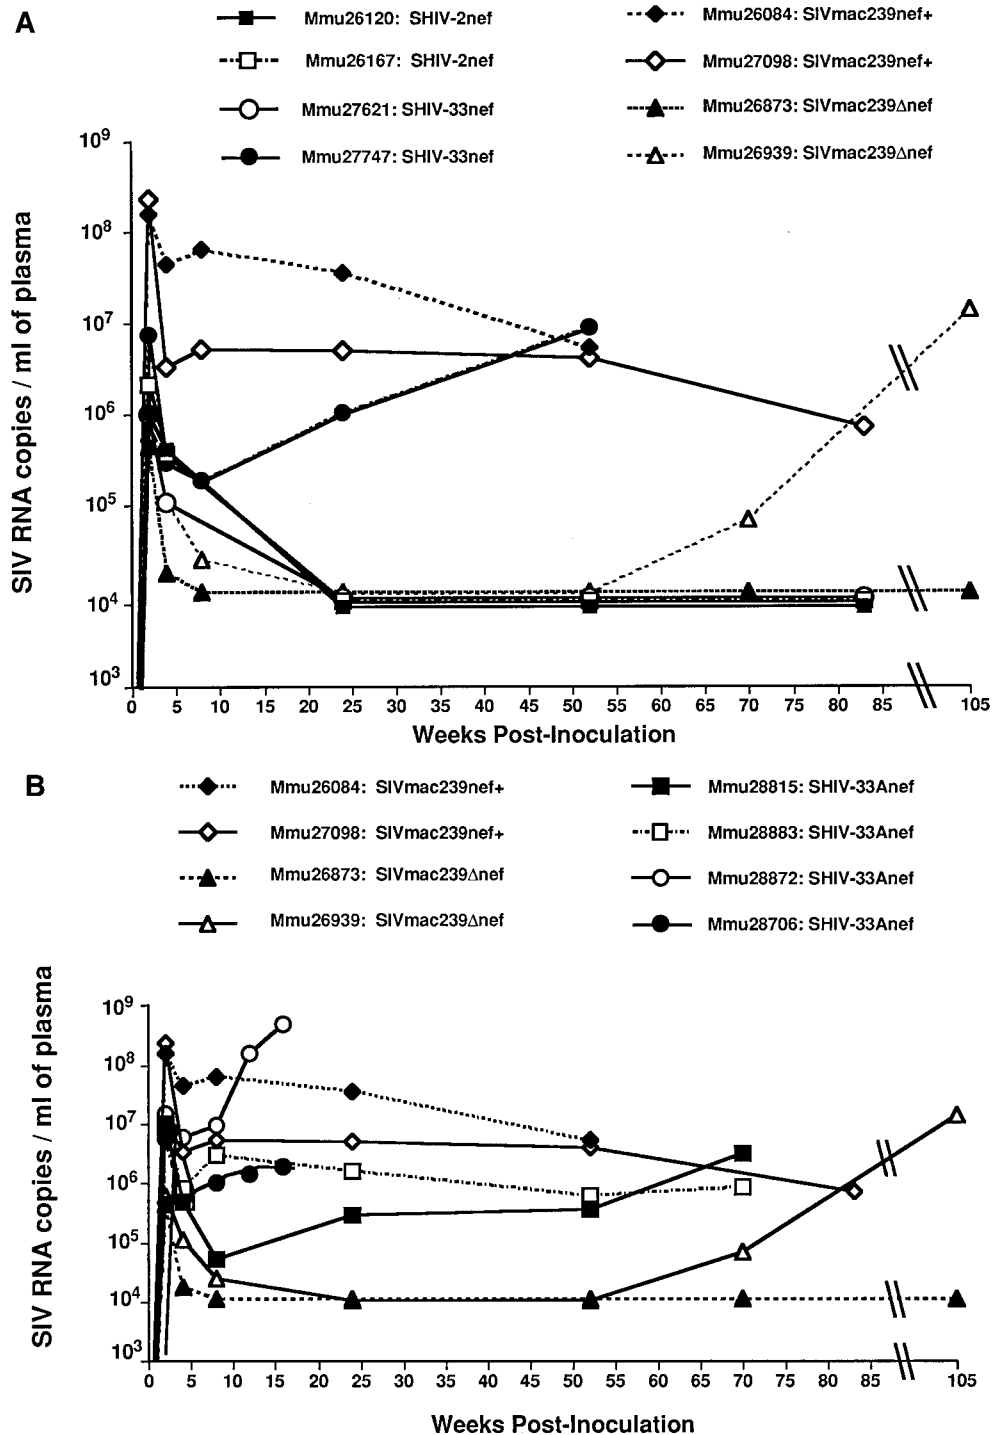 A
Mmu26120: SHIV-2nef
Mmu26167: SHIV-2nef
Mmu27621: SHIV-33nef
Mmu27747: SHIV-33nef
Mmu26084: SIVmac239nef+
Mmu27098: SIVmac239nef+
Mmu26873: SIVmac239Δnef
Mmu26939: SIVmac239Δnef
SIV RNA copies / ml of plasma
10⁹
10⁸
10⁷
10⁶
10⁵
10⁴
10³
0 5 10 15 20 25 30 35 40 45 50 55 60 65 70 75 80 85 105
Weeks Post-Inoculation
B
Mmu26084: SIVmac239nef+
Mmu27098: SIVmac239nef+
Mmu26873: SIVmac239Δnef
Mmu26939: SIVmac239Δnef
Mmu28815: SHIV-33Anef
Mmu28883: SHIV-33Anef
Mmu28872: SHIV-33Anef
Mmu28706: SHIV-33Anef
SIV RNA copies / ml of plasma
10⁹
10⁸
10⁷
10⁶
10⁵
10⁴
10³
0 5 10 15 20 25 30 35 40 45 50 55 60 65 70 75 80 85 105
Weeks Post-Inoculation